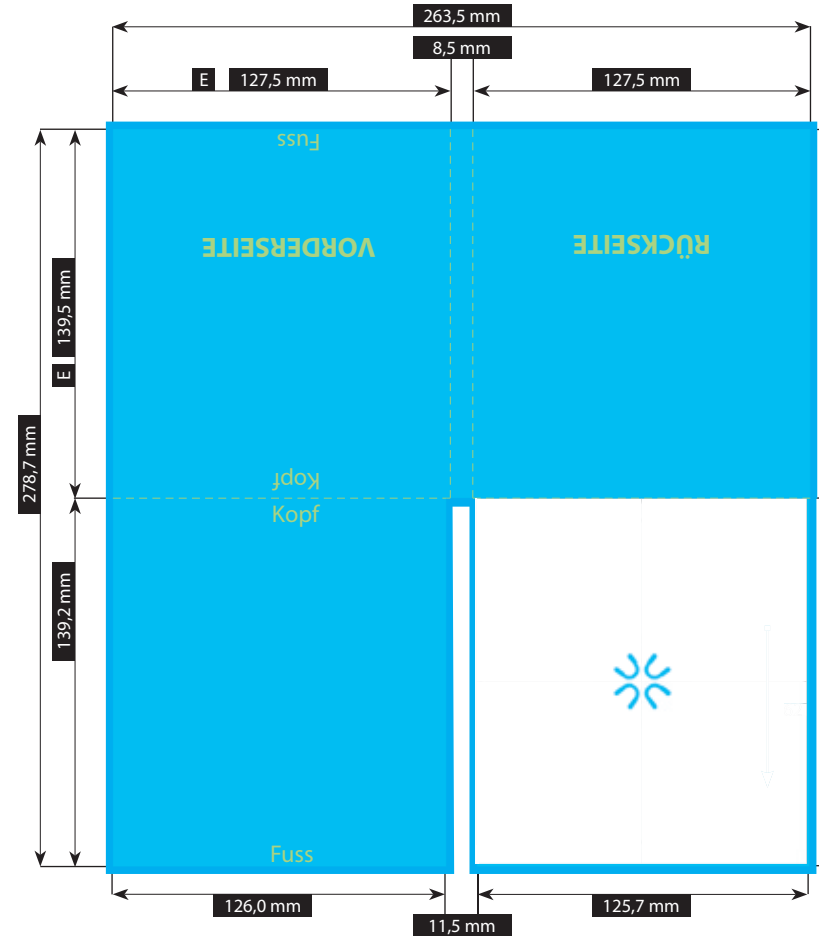 263,5 mm
8,5 mm
E 127,5 mm
127,5 mm
Fuss
VORDERSEITE
RÜCKSEITE
139,5 mm
E
278,7 mm
Kopf
Kopf
139,2 mm
Fuss
126,0 mm
125,7 mm
11,5 mm